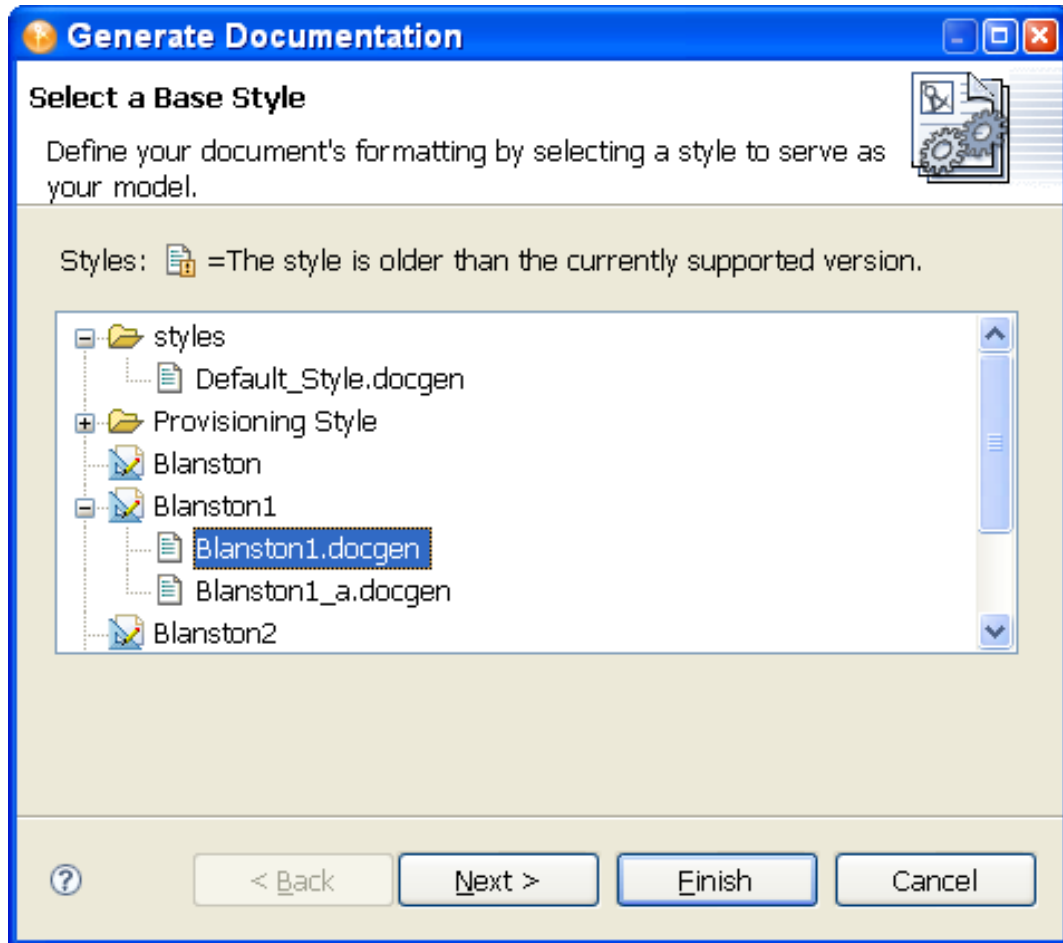 Generate Documentation
Select a Base Style
Define your document's formatting by selecting a style to serve as
your model.
Styles: =The style is older than the currently supported version.
styles
Default_Style.docgen
Provisioning Style
Blanston
Blanston1
Blanston1.docgen
Blanston1_a.docgen
Blanston2
< Back Next > Finish Cancel